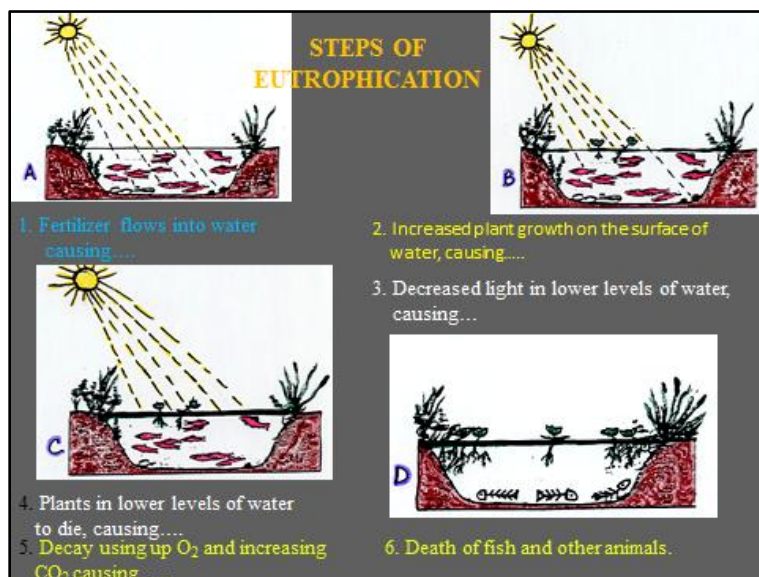 STEPS OF
EUTROPHICATION
A
B
1. Fertilizer flows into water
causing....
2. Increased plant growth on the surface of
water, causing.....
3. Decreased light in lower levels of water,
causing...
C
D
4. Plants in lower levels of water
to die, causing....
5. Decay using up O₂ and increasing
CO₂ causing
6. Death of fish and other animals.